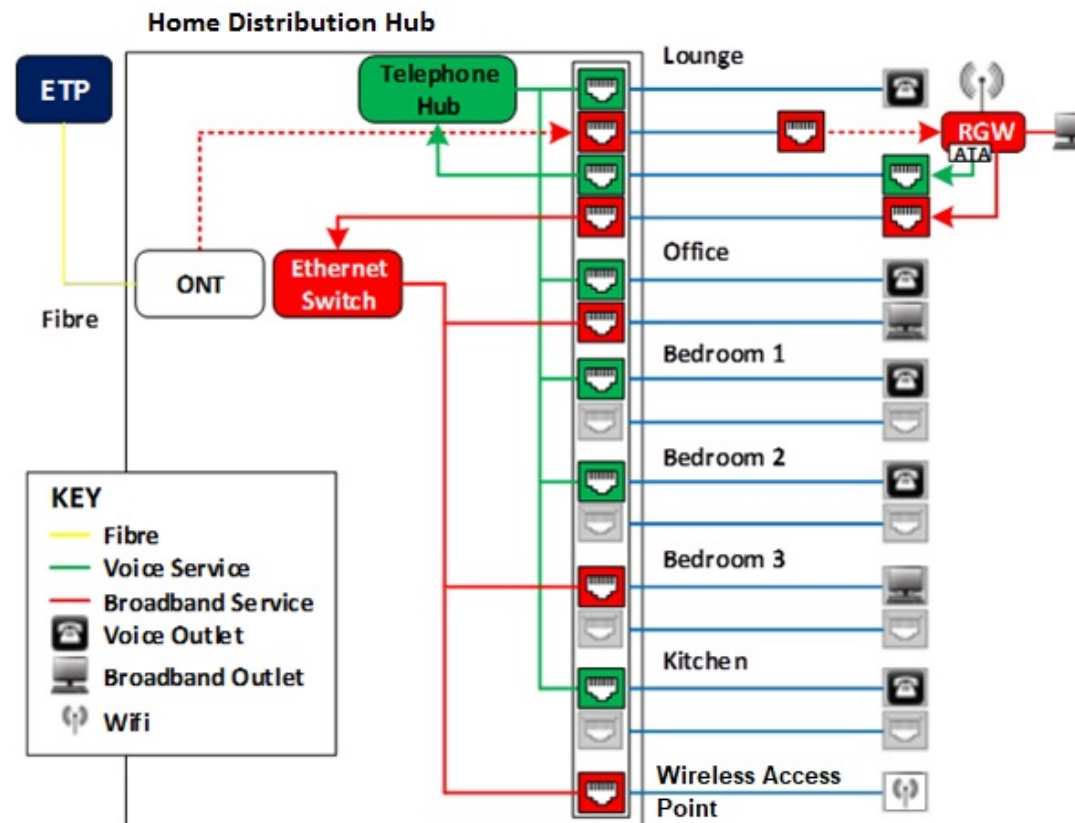 Home Distribution Hub
ETP
Telephone
Hub
Lounge
RGW
ATA
ONT
Ethernet
Switch
Fibre
Office
Bedroom 1
Bedroom 2
Bedroom 3
Kitchen
Wireless Access
Point
KEY
Fibre
Voice Service
Broadband Service
Voice Outlet
Broadband Outlet
Wifi